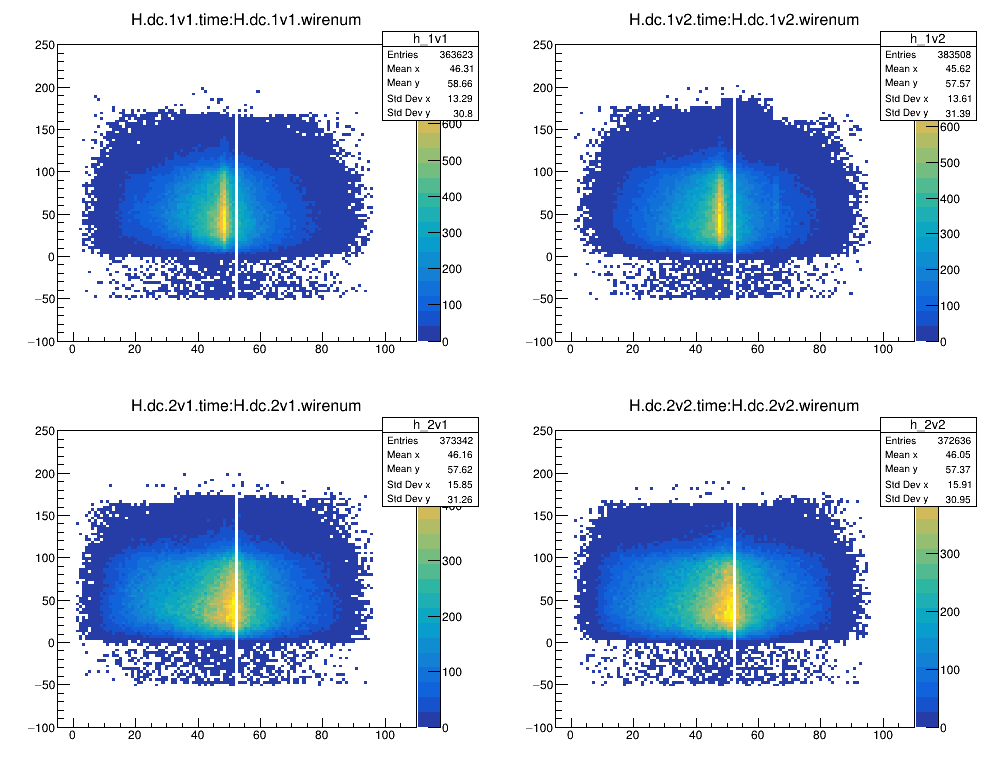 H.dc.1v1.time:H.dc.1v1.wirenum
h_1v1
Entries 363623
Mean x 46.31
Mean y 58.66
Std Dev x 13.29
Std Dev y 30.8
250
200
150
100
50
0
−50
−100
0 20 40 60 80 100
600
500
400
300
200
100
0
H.dc.1v2.time:H.dc.1v2.wirenum
h_1v2
Entries 383508
Mean x 45.62
Mean y 57.57
Std Dev x 13.61
Std Dev y 31.39
250
200
150
100
50
0
−50
−100
0 20 40 60 80 100
600
500
400
300
200
100
0
H.dc.2v1.time:H.dc.2v1.wirenum
h_2v1
Entries 373342
Mean x 46.16
Mean y 57.62
Std Dev x 15.85
Std Dev y 31.26
250
200
150
100
50
0
−50
−100
0 20 40 60 80 100
400
300
200
100
0
H.dc.2v2.time:H.dc.2v2.wirenum
h_2v2
Entries 372636
Mean x 46.05
Mean y 57.37
Std Dev x 15.91
Std Dev y 30.95
250
200
150
100
50
0
−50
−100
0 20 40 60 80 100
300
200
100
0